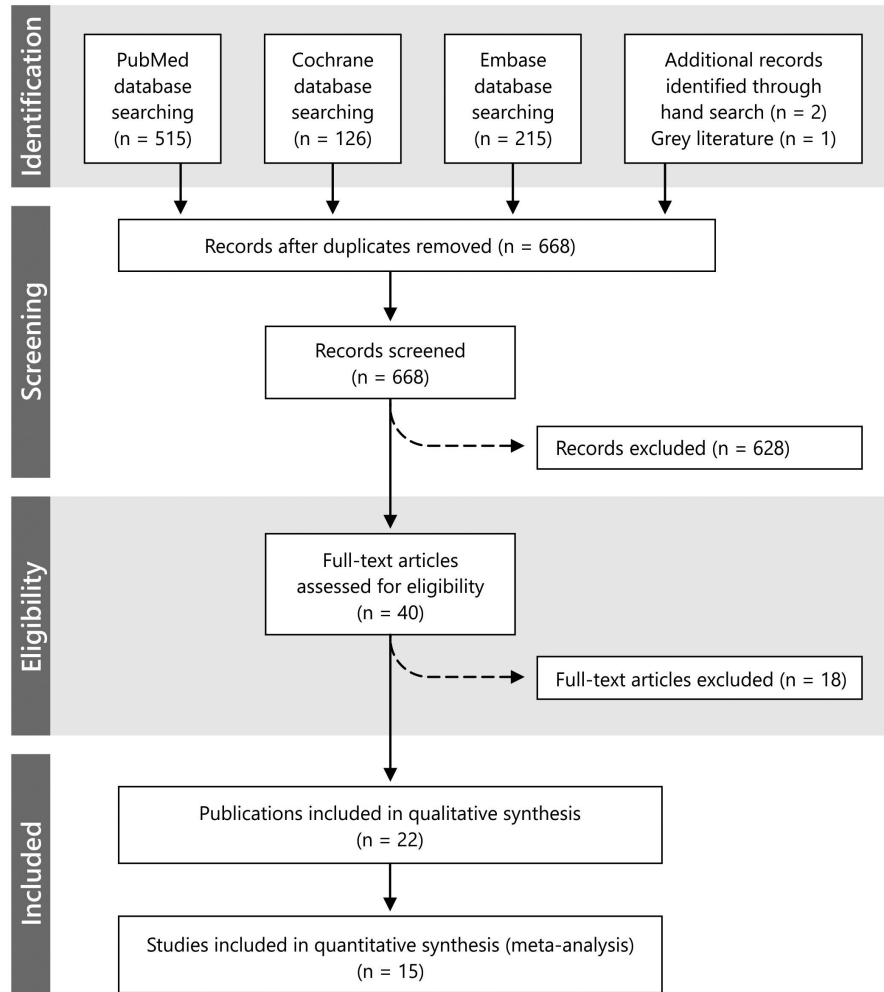 Identification
PubMed
database
searching
(n = 515)
Cochrane
database
searching
(n = 126)
Embase
database
searching
(n = 215)
Additional records
identified through
hand search (n = 2)
Grey literature (n = 1)
Screening
Records after duplicates removed (n = 668)
Records screened
(n = 668)
Records excluded (n = 628)
Eligibility
Full-text articles
assessed for eligibility
(n = 40)
Full-text articles excluded (n = 18)
Included
Publications included in qualitative synthesis
(n = 22)
Studies included in quantitative synthesis (meta-analysis)
(n = 15)